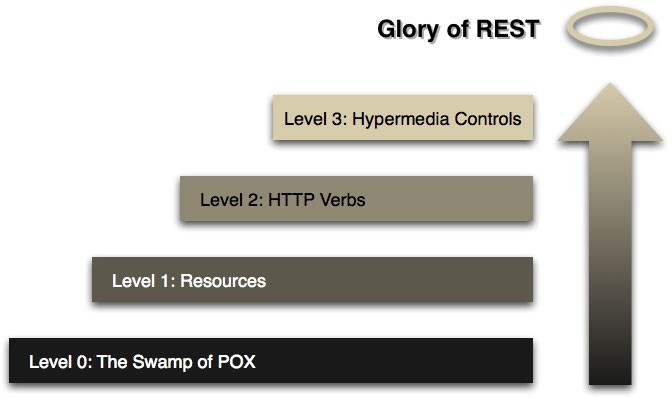 Glory of REST
Level 3: Hypermedia Controls
Level 2: HTTP Verbs
Level 1: Resources
Level 0: The Swamp of POX